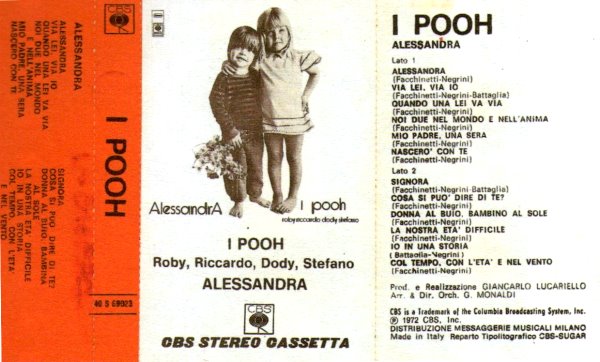 CBS
ALESSANDRA
ALESSANDRA
VIA LEI, VIA IO
QUANDO UNA LEI VA VIA
NOI DUE NEL MONDO
E NELL'ANIMA
MIO PADRE, UNA SERA
NASCERO CON TE
I POOH
SIGNORA
COSA SI PUO DIRE DI TE?
DONNA AL BUIO, BAMBINA
AL SOLE
LA NOSTRA ETA' DIFFICILE
IO IN UNA STORIA
COL TEMPO, CON L'ETA'
E NEL VENTO
40 S 69023
AlessandrA
I pooh
roby riccardo dody stefano
I POOH
Roby, Riccardo, Dody, Stefano
ALESSANDRA
CBS
CBS STEREO CASSETTA
I POOH
ALESSANDRA
Lato 1
ALESSANDRA
(Facchinetti-Negrini)
VIA LEI, VIA IO
(Facchinetti-Negrini-Battaglia)
QUANDO UNA LEI VA VIA
(Facchinetti-Negrini)
NOI DUE NEL MONDO E NELL'ANIMA
(Facchinetti-Negrini)
MIO PADRE, UNA SERA
(Facchinetti-Negrini)
NASCERO' CON TE
(Facchinetti-Negrini)
Lato 2
SIGNORA
(Facchinetti-Negrini-Battaglia)
COSA SI PUO' DIRE DI TE?
(Facchinetti-Negrini)
DONNA AL BUIO, BAMBINO AL SOLE
(Facchinetti-Negrini)
LA NOSTRA ETA' DIFFICILE
(Facchinetti-Negrini)
IO IN UNA STORIA
(Battaglia-Negrini)
COL TEMPO, CON L'ETA' E NEL VENTO
(Facchinetti-Negrini)
Prod. e Realizzazione GIANCARLO LUCARIELLO
Arr. & Dir. Orch. G. MONALDI
CBS is a Trademark of the Columbia Broadcasting System, Inc.
℗ 1972 CBS, Inc.
DISTRIBUZIONE MESSAGGERIE MUSICALI MILANO
Made in Italy Reparto Tipolitografico CBS-SUGAR